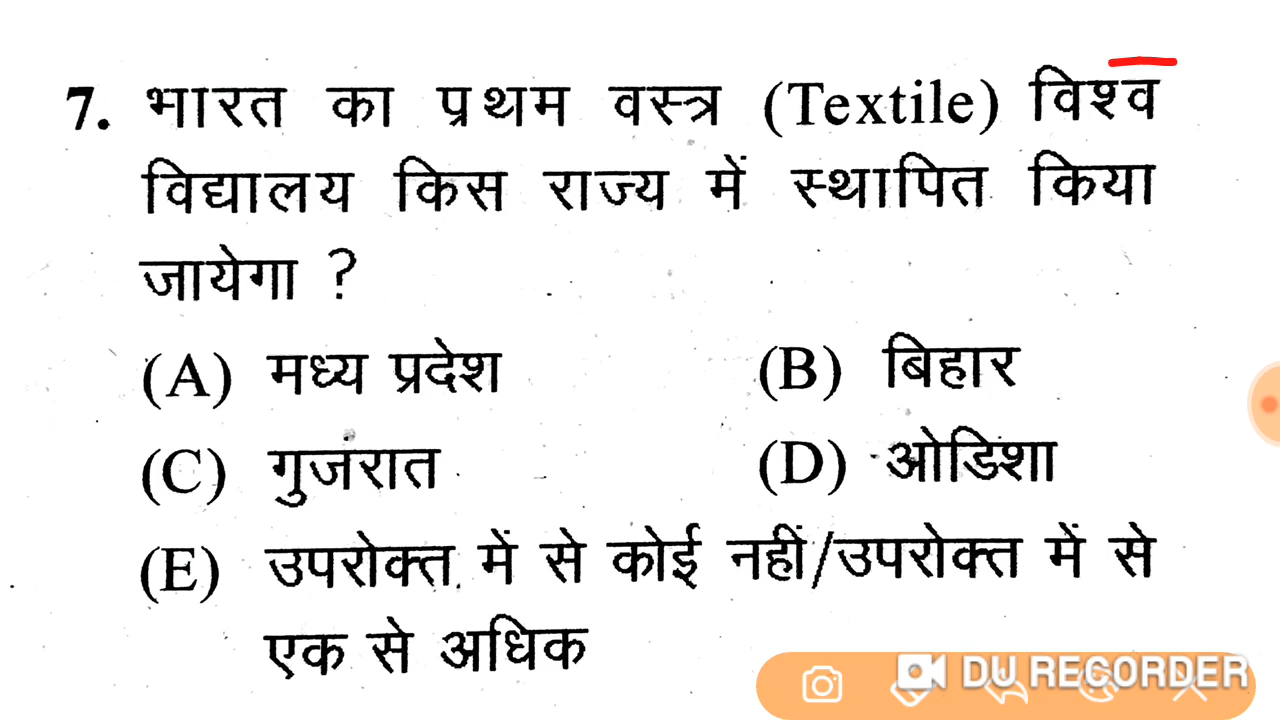 7. भारत का प्रथम वस्त्र (Textile) विश्व
विद्यालय किस राज्य में स्थापित किया
जायेगा ?
(A) मध्य प्रदेश (B) बिहार
(C) गुजरात (D) ओडिशा
(E) उपरोक्त में से कोई नहीं/उपरोक्त में से
एक से अधिक
DU RECORDER